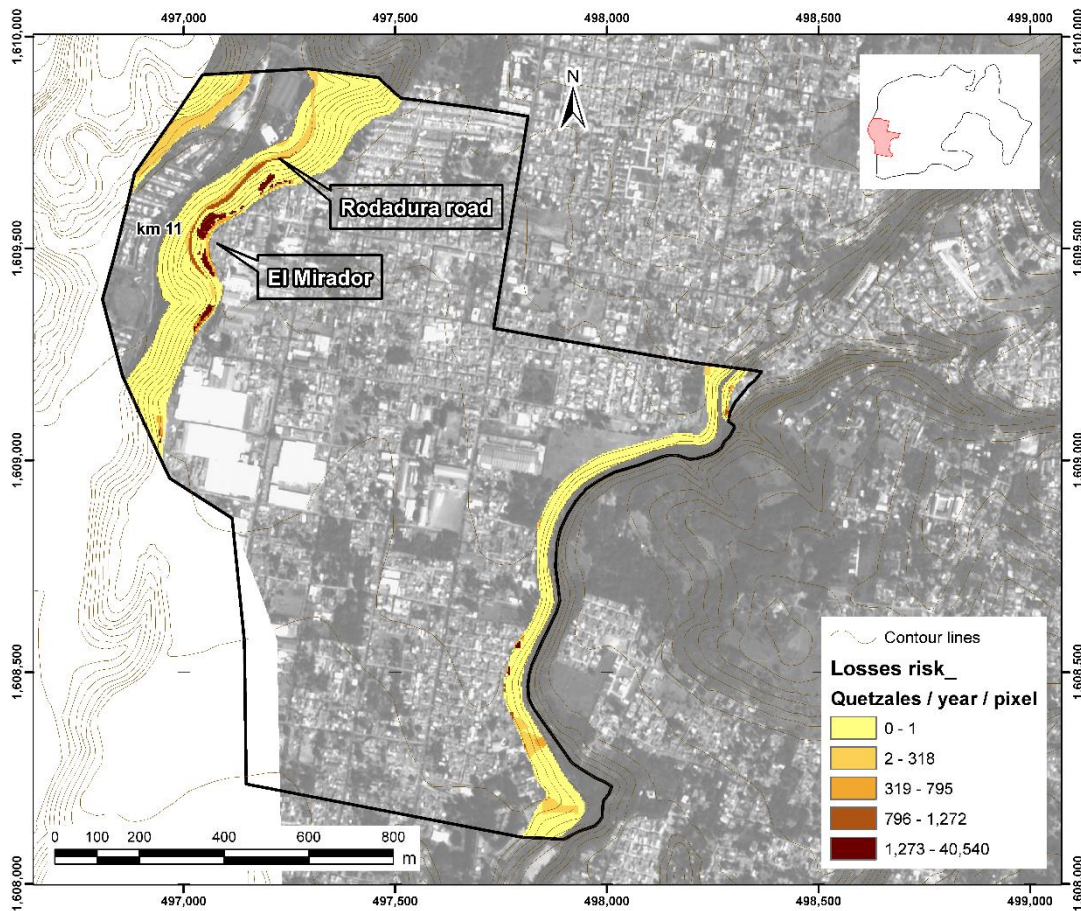 497,000 497,500 498,000 498,500 499,000
1,610,000 1,610,000
N
Rodadura road
km 11
1,609,500 1,609,500
El Mirador
1,609,000 1,609,000
Contour lines
Losses risk_
Quetzales / year / pixel
0 - 1
2 - 318
319 - 795
796 - 1,272
1,273 - 40,540
1,608,500 1,608,500
0 100 200 400 600 800
m
1,608,000 1,608,000
497,000 497,500 498,000 498,500 499,000